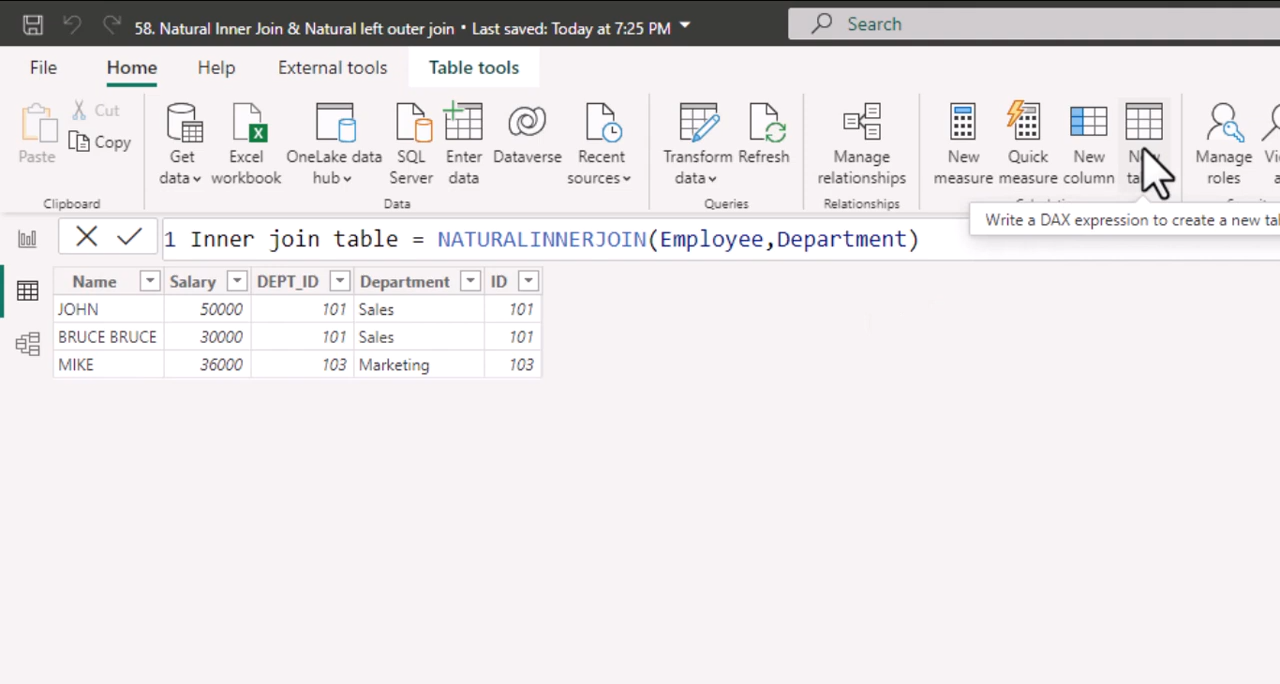 58. Natural Inner Join & Natural left outer join • Last saved: Today at 7:25 PM
Search
File Home Help External tools Table tools
Paste
Cut
Copy
Clipboard
Get data
Excel workbook
OneLake data hub
SQL Server
Enter data
Dataverse
Recent sources
Data
Transform data
Refresh
Queries
Manage relationships
Relationships
New measure
Quick measure
New column
Manage roles
Write a DAX expression to create a new
1 Inner join table = NATURALINNERJOIN(Employee,Department)
Name Salary DEPT_ID Department ID
JOHN 50000 101 Sales 101
BRUCE BRUCE 30000 101 Sales 101
MIKE 36000 103 Marketing 103